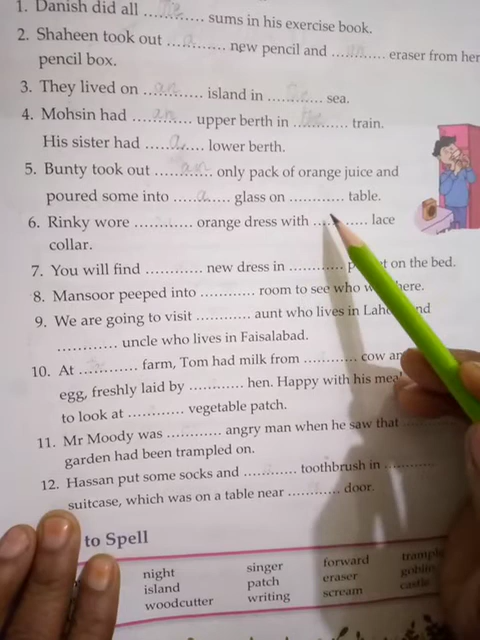 1. Danish did all the sums in his exercise book.
2. Shaheen took out a new pencil and an eraser from her
pencil box.
3. They lived on an island in sea.
4. Mohsin had an upper berth in the train.
His sister had a lower berth.
5. Bunty took out an only pack of orange juice and
poured some into a glass on ............ table.
6. Rinky wore ............ orange dress with ............ lace
collar.
7. You will find ............ new dress in ............ on the bed.
8. Mansoor peeped into ............ room to see who
9. We are going to visit ............ aunt who lives in
............ uncle who lives in Faisalabad.
10. At ............ farm, Tom had milk from ............ cow
egg, freshly laid by ............ hen. Happy with his
to look at ............ vegetable patch.
11. Mr Moody was ............ angry man when he saw that
garden had been trampled on.
12. Hassan put some socks and ............ toothbrush in ............
suitcase, which was on a table near ............ door.
to Spell
night singer forward
island patch eraser goblin
woodcutter writing scream castle